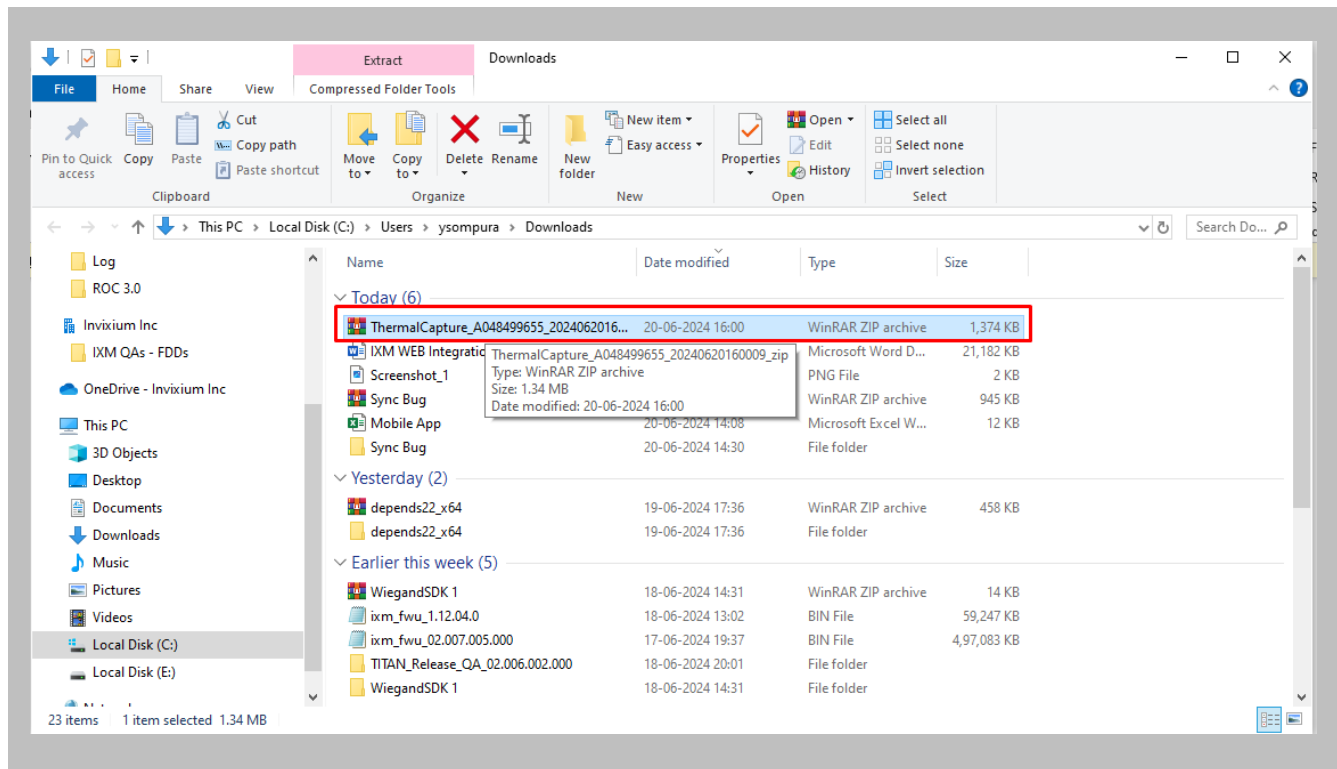 Extract Downloads
File Home Share View Compressed Folder Tools
Pin to Quick access
Copy
Paste
Cut
Copy path
Paste shortcut
Clipboard
Move to
Copy to
Delete
Rename
Organize
New folder
New item
Easy access
New
Properties
Open
Edit
History
Open
Select all
Select none
Invert selection
Select
This PC > Local Disk (C:) > Users > ysompura > Downloads
Search Do...
Log
ROC 3.0
Invixium Inc
IXM QAs - FDDs
OneDrive - Invixium Inc
This PC
3D Objects
Desktop
Documents
Downloads
Music
Pictures
Videos
Local Disk (C:)
Local Disk (E:)
Name Date modified Type Size
Today (6)
ThermalCapture_A048499655_2024062016... 20-06-2024 16:00 WinRAR ZIP archive 1,374 KB
IXM WEB Integratio Microsoft Word D... 21,182 KB
Screenshot_1 PNG File 2 KB
Sync Bug WinRAR ZIP archive 945 KB
Mobile App 20-06-2024 14:08 Microsoft Excel W... 12 KB
Sync Bug 20-06-2024 14:30 File folder
ThermalCapture_A048499655_20240620160009_zip
Type: WinRAR ZIP archive
Size: 1.34 MB
Date modified: 20-06-2024 16:00
Yesterday (2)
depends22_x64 19-06-2024 17:36 WinRAR ZIP archive 458 KB
depends22_x64 19-06-2024 17:36 File folder
Earlier this week (5)
WiegandSDK 1 18-06-2024 14:31 WinRAR ZIP archive 14 KB
ixm_fwu_1.12.04.0 18-06-2024 13:02 BIN File 59,247 KB
ixm_fwu_02.007.005.000 17-06-2024 19:37 BIN File 4,97,083 KB
TITAN_Release_QA_02.006.002.000 18-06-2024 20:01 File folder
WiegandSDK 1 18-06-2024 14:31 File folder
23 items 1 item selected 1.34 MB